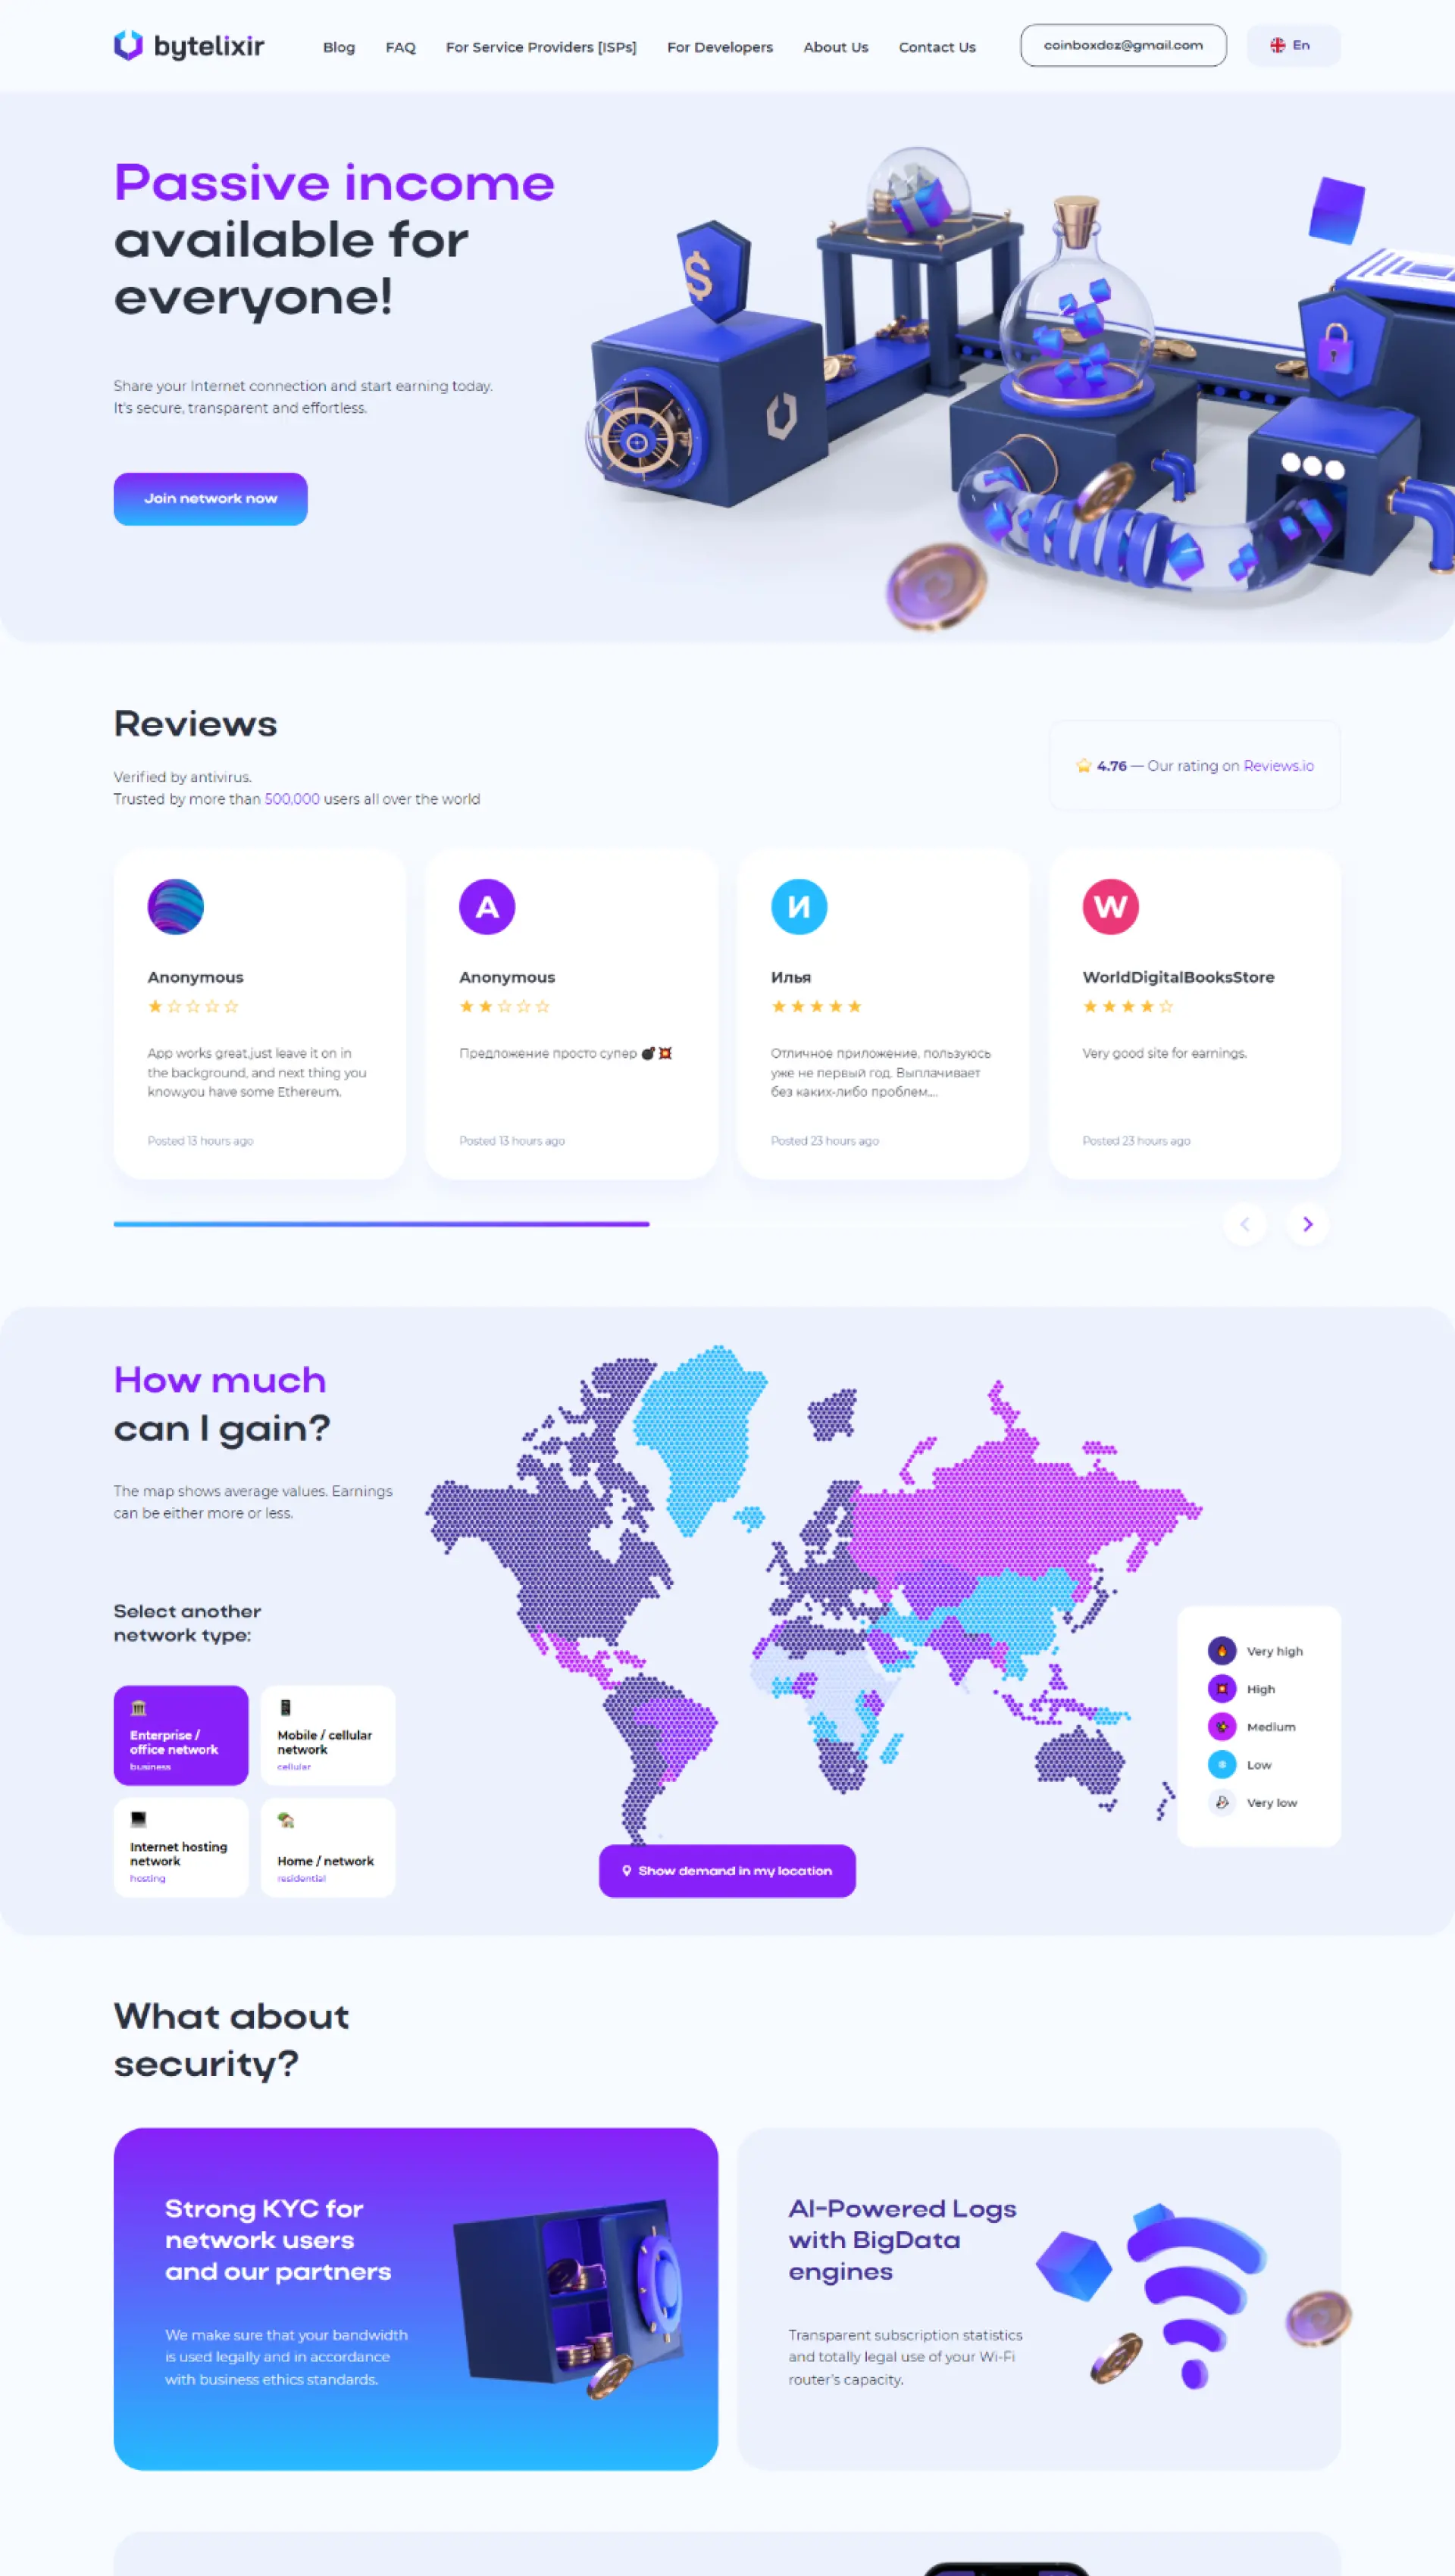 bytelixir
Blog
FAQ
For Service Providers [ISPs]
For Developers
About Us
Contact Us
coinboxdez@gmail.com
En
Passive income
available for
everyone!
Share your Internet connection and start earning today.
It's secure, transparent and effortless.
Join network now
$
Reviews
Verified by antivirus.
Trusted by more than 500,000 users all over the world
4.76 — Our rating on Reviews.io
Anonymous
App works great,just leave it on in
the background, and next thing you
know,you have some Ethereum.
Posted 13 hours ago
A
Anonymous
Предложение просто супер
Posted 13 hours ago
И
Илья
Отличное приложение, пользуюсь
уже не первый год. Выплачивает
без каких-либо проблем,...
Posted 23 hours ago
W
WorldDigitalBooksStore
Very good site for earnings.
Posted 23 hours ago
How much
can I gain?
The map shows average values. Earnings
can be either more or less.
Select another
network type:
Enterprise /
office network
business
Mobile / cellular
network
cellular
Internet hosting
network
hosting
Home / network
residential
Show demand in my location
Very high
High
Medium
Low
Very low
What about
security?
Strong KYC for
network users
and our partners
We make sure that your bandwidth
is used legally and in accordance
with business ethics standards.
AI-Powered Logs
with BigData
engines
Transparent subscription statistics
and totally legal use of your Wi-Fi
router's capacity.